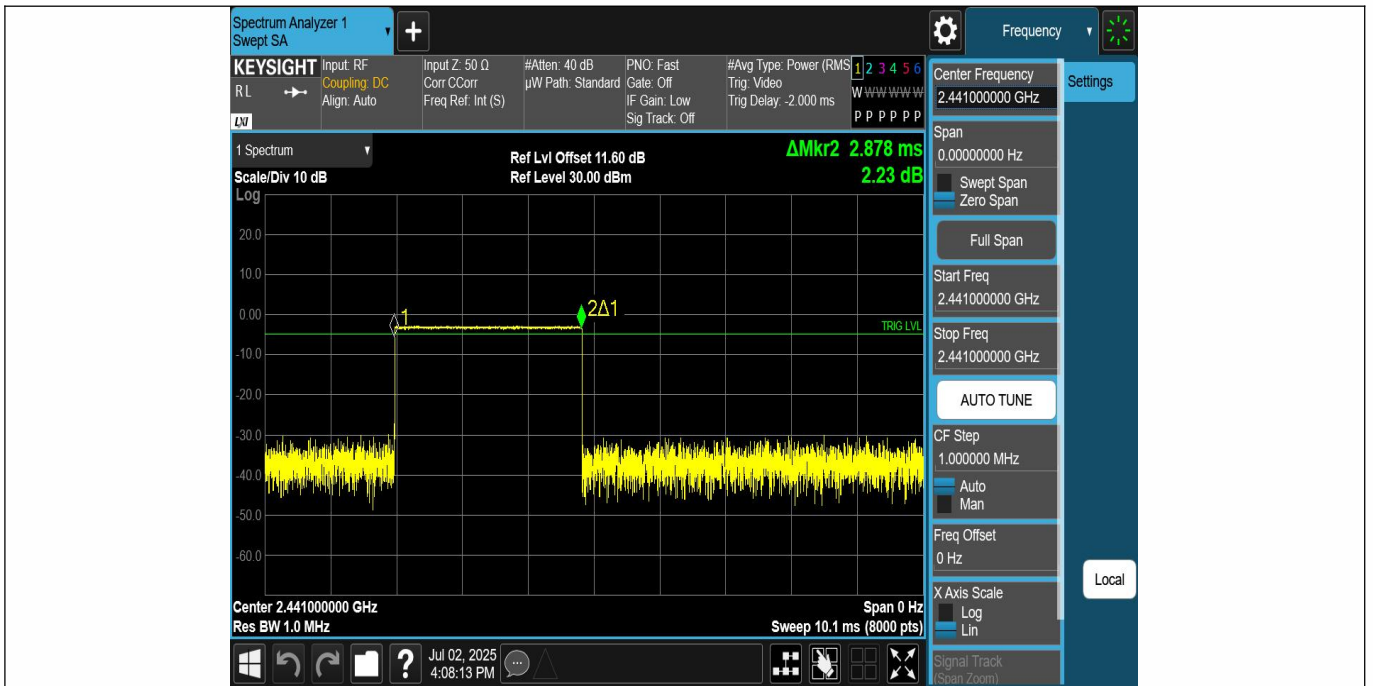 Spectrum Analyzer 1
Swept SA
+
Frequency
KEYSIGHT
RL
LXI
Input: RF
Coupling: DC
Align: Auto
Input Z: 50 Ω
Corr CCorr
Freq Ref: Int (S)
#Atten: 40 dB
µW Path: Standard
PNO: Fast
Gate: Off
IF Gain: Low
Sig Track: Off
#Avg Type: Power (RMS
Trig: Video
Trig Delay: -2.000 ms
1 2 3 4 5 6
W W W W W W
P P P P P P
1 Spectrum
Scale/Div 10 dB
Ref Lvl Offset 11.60 dB
Ref Level 30.00 dBm
ΔMkr2 2.878 ms
2.23 dB
Log
20.0
10.0
0.00
-10.0
-20.0
-30.0
-40.0
-50.0
-60.0
1
2Δ1
TRIG LVL
Center 2.441000000 GHz
Res BW 1.0 MHz
Span 0 Hz
Sweep 10.1 ms (8000 pts)
?
Jul 02, 2025
4:08:13 PM
Center Frequency
2.441000000 GHz
Settings
Span
0.00000000 Hz
Swept Span
Zero Span
Full Span
Start Freq
2.441000000 GHz
Stop Freq
2.441000000 GHz
AUTO TUNE
CF Step
1.000000 MHz
Auto
Man
Freq Offset
0 Hz
Local
X Axis Scale
Log
Lin
Signal Track
(Span Zoom)